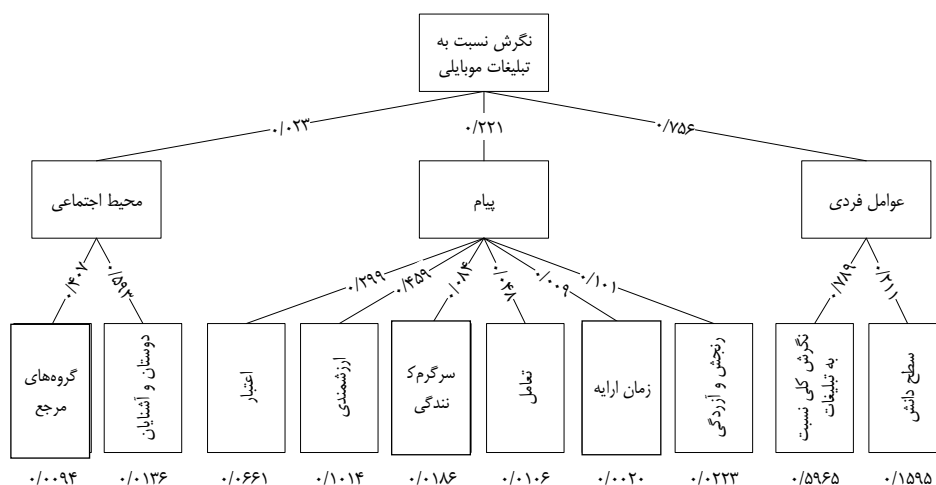 نگرش نسبت به
تبلیغات موبایلی
۰/۷۵۶
۰/۲۲۱
۰/۰۲۳
عوامل فردی
پیام
محیط اجتماعی
۰/۲۱۱
۰/۷۸۹
۰/۱۰۱
۰/۰۰۹
۰/۰۴۸
۰/۰۸۴
۰/۴۵۹
۰/۲۹۹
۰/۵۹۳
۰/۴۰۷
سطح دانش
نگرش کلی نسبت
به تبلیغات
رنجش و آزردگی
زمان ارایه
تعامل
سرگرم‌ک
نندگی
ارزشمندی
اعتبار
دوستان و آشنایان
گروه‌های
مرجع
۰/۱۵۹۵
۰/۵۹۶۵
۰/۰۲۲۳
۰/۰۰۲۰
۰/۰۱۰۶
۰/۰۱۸۶
۰/۱۰۱۴
۰/۰۶۶۱
۰/۰۱۳۶
۰/۰۰۹۴